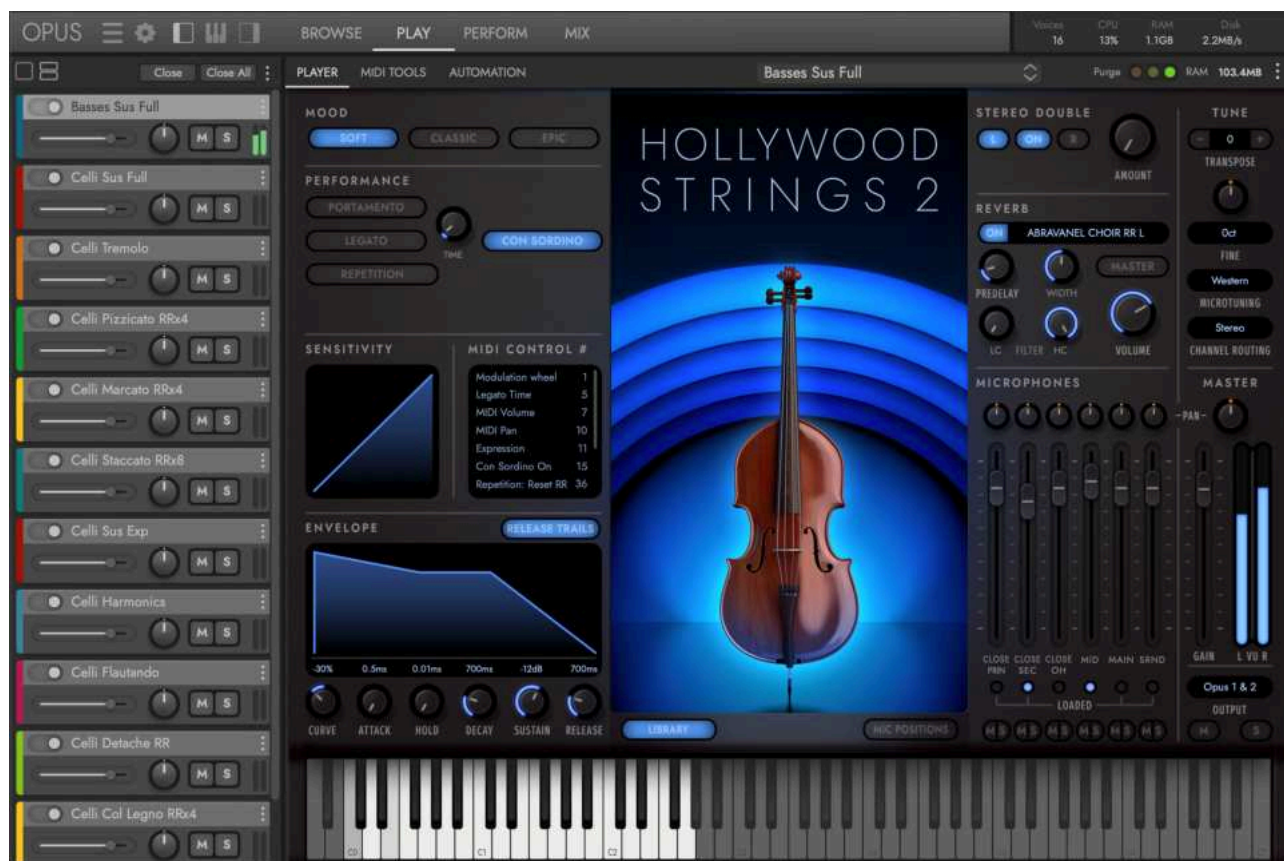 OPUS
BROWSE PLAY PERFORM MIX
Voices CPU RAM Disk
16 13% 1.1GB 2.2MB/s
Close Close All
PLAYER MIDI TOOLS AUTOMATION
Basses Sus Full
Purge RAM 103.4MB
Basses Sus Full
M S
Celli Sus Full
M S
Celli Tremolo
M S
Celli Pizzicato RRx4
M S
Celli Marcato RRx4
M S
Celli Staccato RRx8
M S
Celli Sus Exp
M S
Celli Harmonics
M S
Celli Flautando
M S
Celli Detache RR
M S
Celli Col Legno RRx4
M S
MOOD
SOFT CLASSIC EPIC
PERFORMANCE
PORTAMENTO
LEGATO
REPETITION
TIME
CON SORDINO
SENSITIVITY
MIDI CONTROL #
Modulation wheel 1
Legato Time 5
MIDI Volume 7
MIDI Pan 10
Expression 11
Con Sordino On 15
Repetition: Reset RR 36
ENVELOPE
RELEASE TRAILS
-30% 0.5ms 0.01ms 700ms -12dB 700ms
CURVE ATTACK HOLD DECAY SUSTAIN RELEASE
HOLLYWOOD
STRINGS 2
LIBRARY MIC POSITIONS
STEREO DOUBLE
L ON R
AMOUNT
REVERB
ON ABRAVANEL CHOIR RR L
MASTER
PREDELAY WIDTH
LC FILTER HC VOLUME
MICROPHONES
-PAN-
CLOSE PRIN CLOSE SEC CLOSE OH MID MAIN SRND
LOADED
M S M S M S M S M S M S
TUNE
- 0 +
TRANSPOSE
0ct
FINE
Western
MICROTUNING
Stereo
CHANNEL ROUTING
MASTER
GAIN L VU R
Opus 1 & 2
OUTPUT
M S
C0 C1 C2